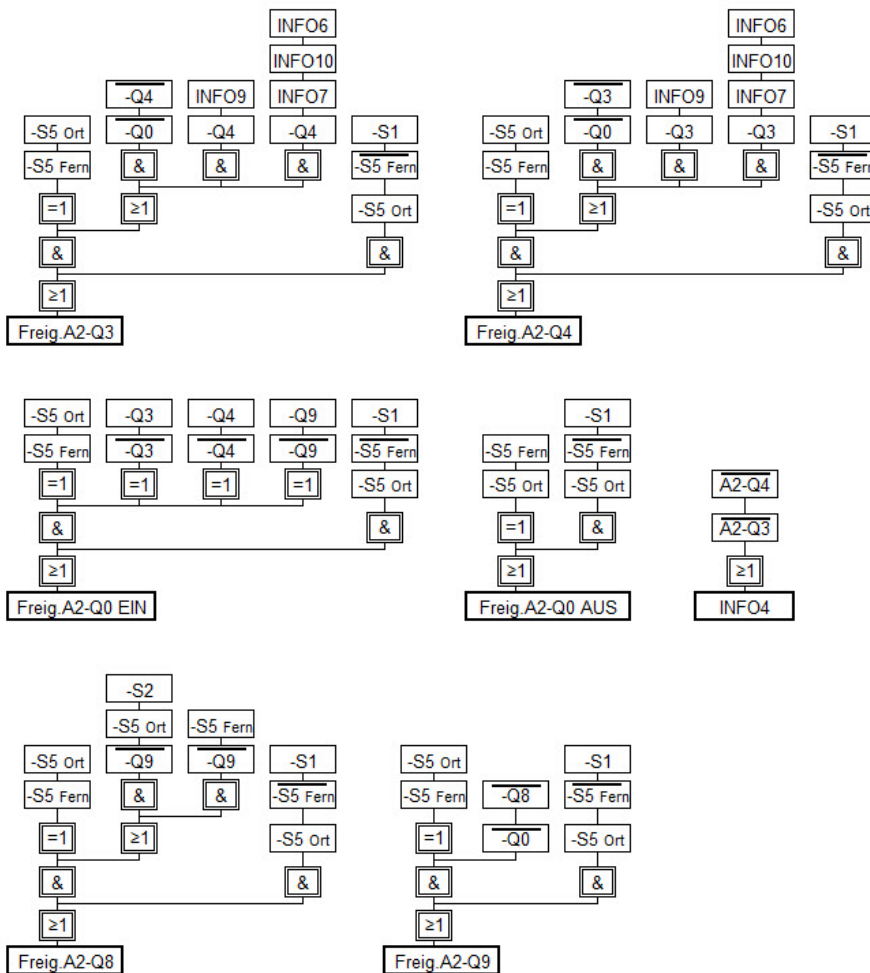 INFO6 INFO6
INFO10 INFO10
-Q4 INFO9 INFO7 -Q3 INFO9 INFO7
-S5 Ort -Q0 -Q4 -Q4 -S1 -S5 Ort -Q0 -Q3 -Q3 -S1
-S5 Fern & & & -S5 Fern -S5 Fern & & & -S5 Fern
=1 ≥1 -S5 Ort =1 ≥1 -S5 Ort
& & & &
≥1 ≥1
Freig.A2-Q3 Freig.A2-Q4
-S5 Ort -Q3 -Q4 -Q9 -S1 -S1
-S5 Fern -Q3 -Q4 -Q9 -S5 Fern -S5 Fern -S5 Fern
=1 =1 =1 =1 -S5 Ort -S5 Ort -S5 Ort A2-Q4
& & =1 & A2-Q3
≥1 ≥1 ≥1
Freig.A2-Q0 EIN Freig.A2-Q0 AUS INFO4
-S2
-S5 Ort -S5 Fern
-S5 Ort -Q9 -Q9 -S1 -S5 Ort -S1
-S5 Fern & & -S5 Fern -S5 Fern -Q8 -S5 Fern
=1 ≥1 -S5 Ort =1 -Q0 -S5 Ort
& & & &
≥1 ≥1
Freig.A2-Q8 Freig.A2-Q9